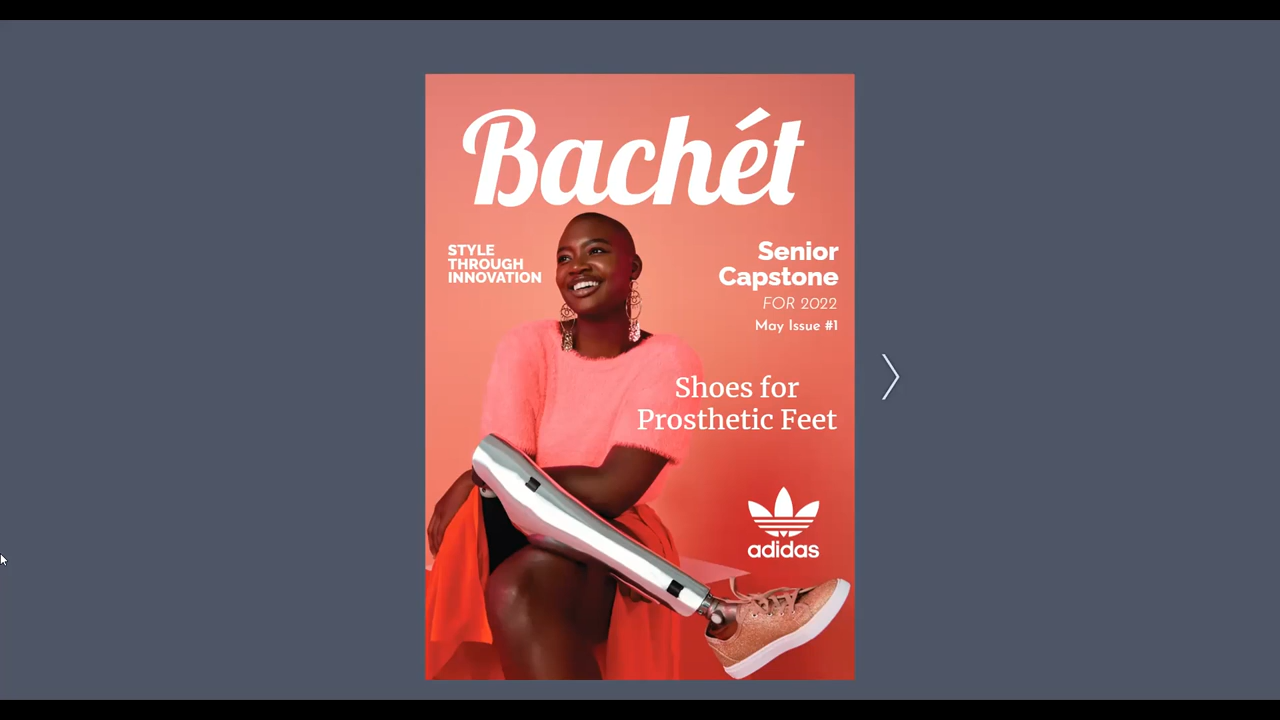 Bachét
STYLE
THROUGH
INNOVATION
Senior
Capstone
FOR 2022
May Issue #1
Shoes for
Prosthetic Feet
adidas